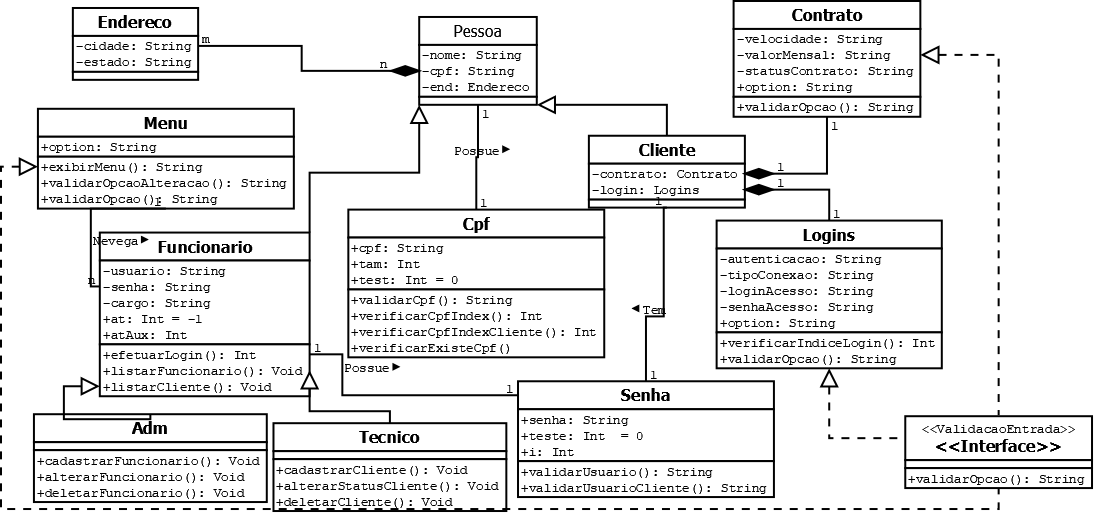 Endereco
-cidade: String
-estado: String
m
n
Pessoa
-nome: String
-cpf: String
-end: Endereco
1
Contrato
-velocidade: String
-valorMensal: String
-statusContrato: String
+option: String
+validarOpcao(): String
1
Menu
+option: String
+exibirMenu(): String
+validarOpcaoAlteracao(): String
+validarOpcao(): String
1
Possue
Cliente
-contrato: Contrato
-login: Logins
1
1
1
1
Nevega
n
Funcionario
-usuario: String
-senha: String
-cargo: String
+at: Int = -1
+atAux: Int
+efetuarLogin(): Int
+listarFuncionario(): Void
+listarCliente(): Void
1
1
Cpf
+cpf: String
+tam: Int
+test: Int = 0
+validarCpf(): String
+verificarCpfIndex(): Int
+verificarCpfIndexCliente(): Int
+verificarExisteCpf()
Possue
1
Tem
1
Logins
-autenticacao: String
-tipoConexao: String
-loginAcesso: String
-senhaAcesso: String
+option: String
+verificarIndiceLogin(): Int
+validarOpcao(): String
Adm
+cadastrarFuncionario(): Void
+alterarFuncionario(): Void
+deletarFuncionario(): Void
Tecnico
+cadastrarCliente(): Void
+alterarStatusCliente(): Void
+deletarCliente(): Void
Senha
+senha: String
+teste: Int = 0
+i: Int
+validarUsuario(): String
+validarUsuarioCliente(): String
<<ValidacaoEntrada>>
<<Interface>>
+validarOpcao(): String